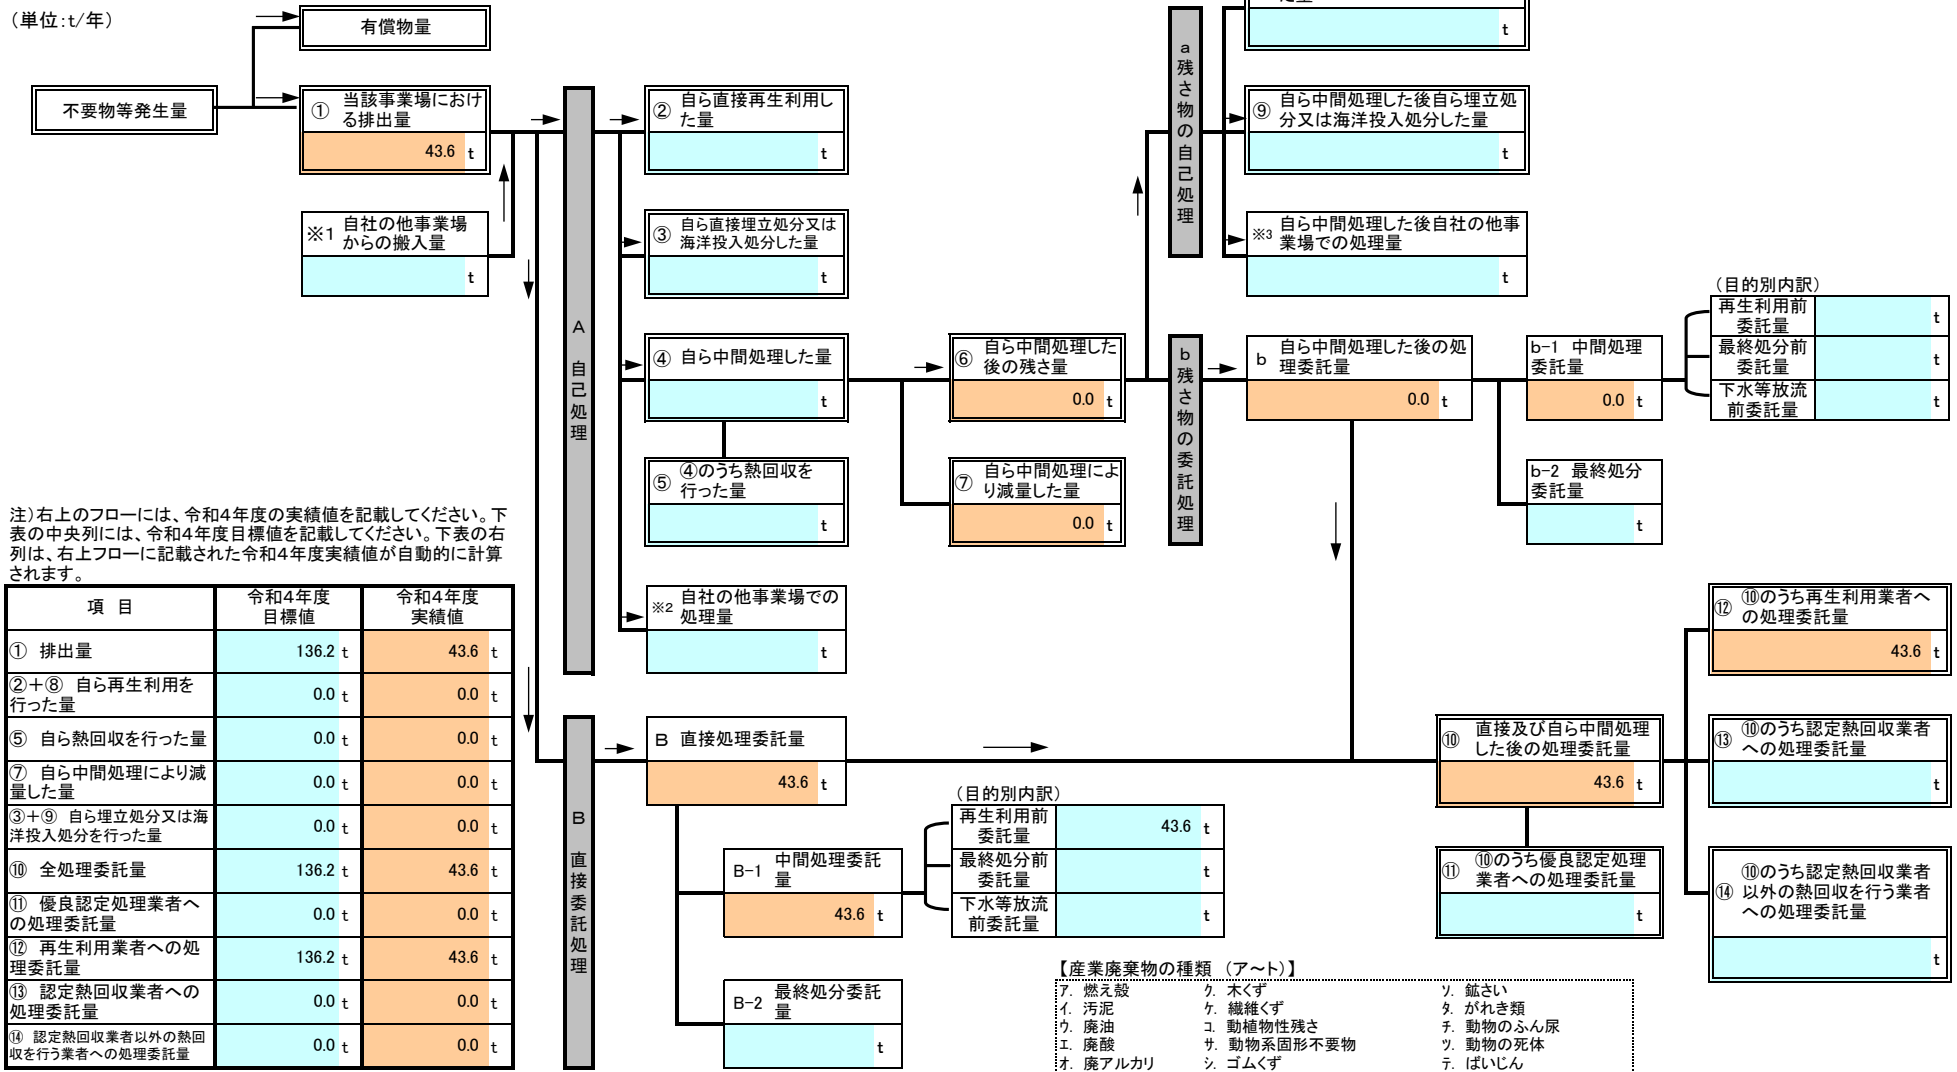 （単位:t/年）
有償物量
不要物等発生量
① 当該事業場におけ
る排出量
43.6 t
※1 自社の他事業場
からの搬入量
t
A 自己処理
② 自ら直接再生利用し
た量
t
③ 自ら直接埋立処分又は
海洋投入処分した量
t
④ 自ら中間処理した量
t
⑤ ④のうち熱回収を
行った量
t
※2 自社の他事業場での
処理量
t
⑥ 自ら中間処理した
後の残さ量
0.0 t
⑦ 自ら中間処理によ
り減量した量
0.0 t
a 残さ物の自己処理
t
⑨ 自ら中間処理した後自ら埋立処
分又は海洋投入処分した量
t
※3 自ら中間処理した後自社の他事
業場での処理量
t
b 残さ物の委託処理
b 自ら中間処理した後の処
理委託量
0.0 t
b-1 中間処理
委託量
0.0 t
（目的別内訳）
再生利用前
委託量
t
最終処分前
委託量
t
下水等放流
前委託量
t
b-2 最終処分
委託量
t
注）右上のフローには、令和４年度の実績値を記載してください。下
表の中央列には、令和４年度目標値を記載してください。下表の右
列は、右上フローに記載された令和４年度実績値が自動的に計算
されます。
項 目 令和４年度 令和４年度
目標値 実績値
① 排出量 136.2 t 43.6 t
②＋⑧ 自ら再生利用を
行った量 0.0 t 0.0 t
⑤ 自ら熱回収を行った量 0.0 t 0.0 t
⑦ 自ら中間処理により減
量した量 0.0 t 0.0 t
③＋⑨ 自ら埋立処分又は海
洋投入処分を行った量 0.0 t 0.0 t
⑩ 全処理委託量 136.2 t 43.6 t
⑪ 優良認定処理業者へ
の処理委託量 0.0 t 0.0 t
⑫ 再生利用業者への処
理委託量 136.2 t 43.6 t
⑬ 認定熱回収業者への
処理委託量 0.0 t 0.0 t
⑭ 認定熱回収業者以外の熱回
収を行う業者への処理委託量 0.0 t 0.0 t
B 直接委託処理
B 直接処理委託量
43.6 t
B-1 中間処理委託
量
43.6 t
B-2 最終処分委託
量
t
（目的別内訳）
再生利用前
委託量
43.6 t
最終処分前
委託量
t
下水等放流
前委託量
t
⑩ 直接及び自ら中間処理
した後の処理委託量
43.6 t
⑪ ⑩のうち優良認定処理
業者への処理委託量
t
⑫ ⑩のうち再生利用業者へ
の処理委託量
43.6 t
⑬ ⑩のうち認定熱回収業者
への処理委託量
t
⑭ ⑩のうち認定熱回収業者
以外の熱回収を行う業者
への処理委託量
t
【産業廃棄物の種類 （ア～ト）】
ア. 燃え殻 ク. 木くず ソ. 鉱さい
イ. 汚泥 ケ. 繊維くず タ. がれき類
ウ. 廃油 コ. 動植物性残さ チ. 動物のふん尿
エ. 廃酸 サ. 動物系固形不要物 ツ. 動物の死体
オ. 廃アルカリ シ. ゴムくず テ. ばいじん